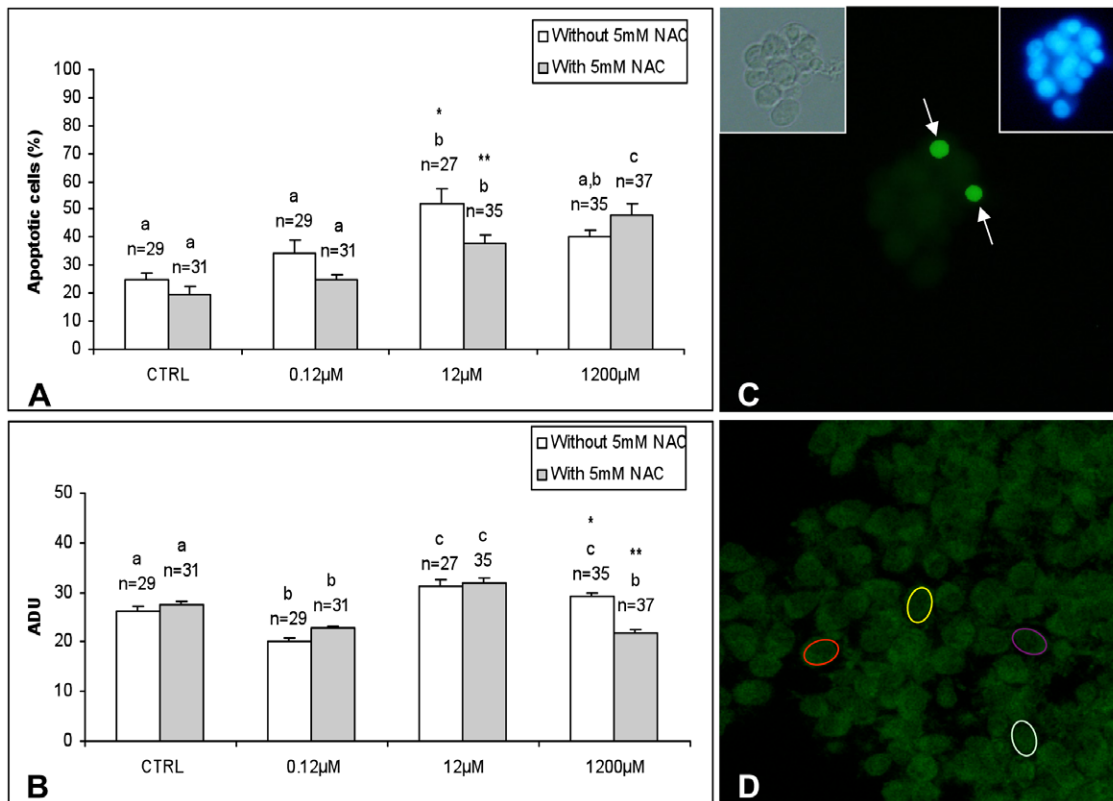 Without 5mM NAC
With 5mM NAC
Apoptotic cells (%)
100
90
80
70
60
50
40
30
20
10
0
a
n=29
a
n=31
a
n=29
a
n=31
*
b
n=27
**
b
n=35
a,b
n=35
c
n=37
CTRL
0.12µM
12µM
1200µM
A
C
Without 5mM NAC
With 5mM NAC
ADU
50
40
30
20
10
0
a
n=29
a
n=31
b
n=29
b
n=31
c
n=27
c
35
*
c
n=35
**
b
n=37
CTRL
0.12µM
12µM
1200µM
B
D